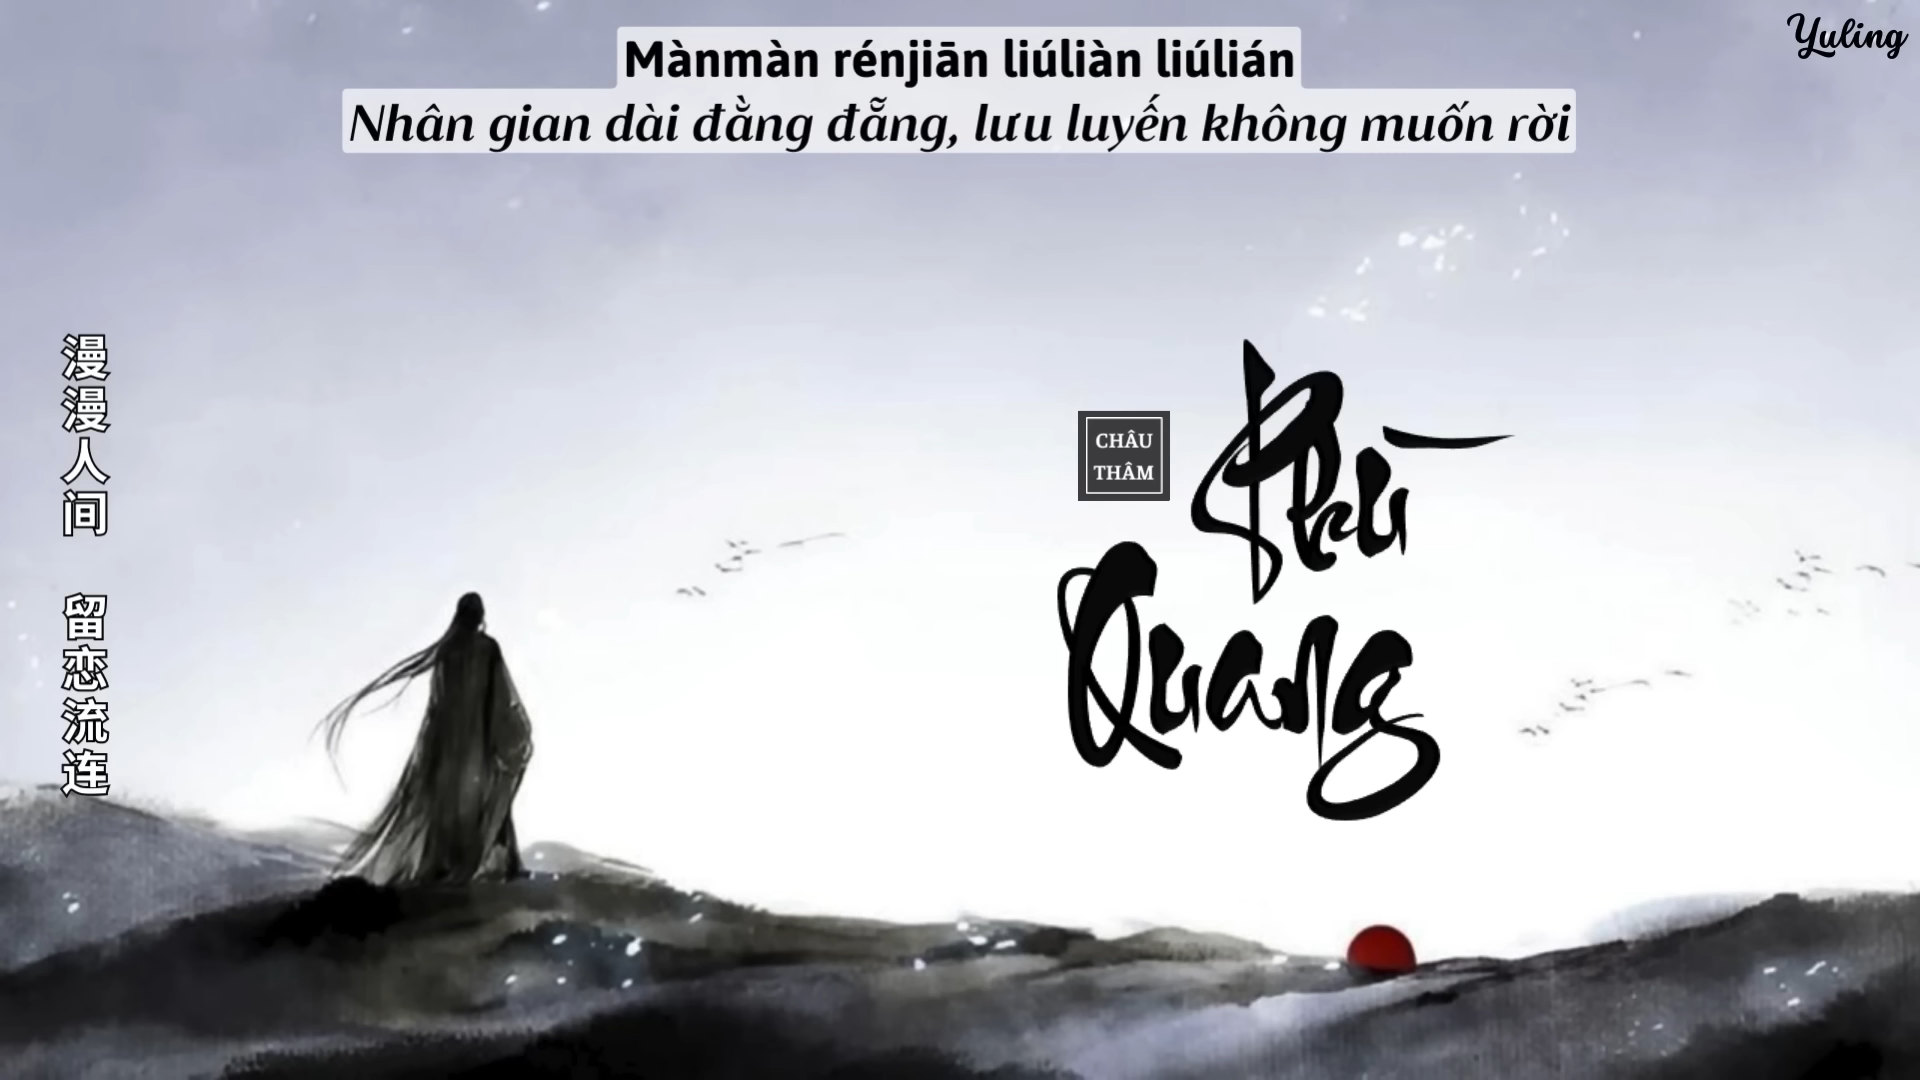 Yuling
Mànmàn rénjiān liúliàn liúlián
Nhân gian dài đằng đẵng, lưu luyến không muốn rời
漫漫人间 留恋流连
CHÂU
THÂM
Phù
Quang